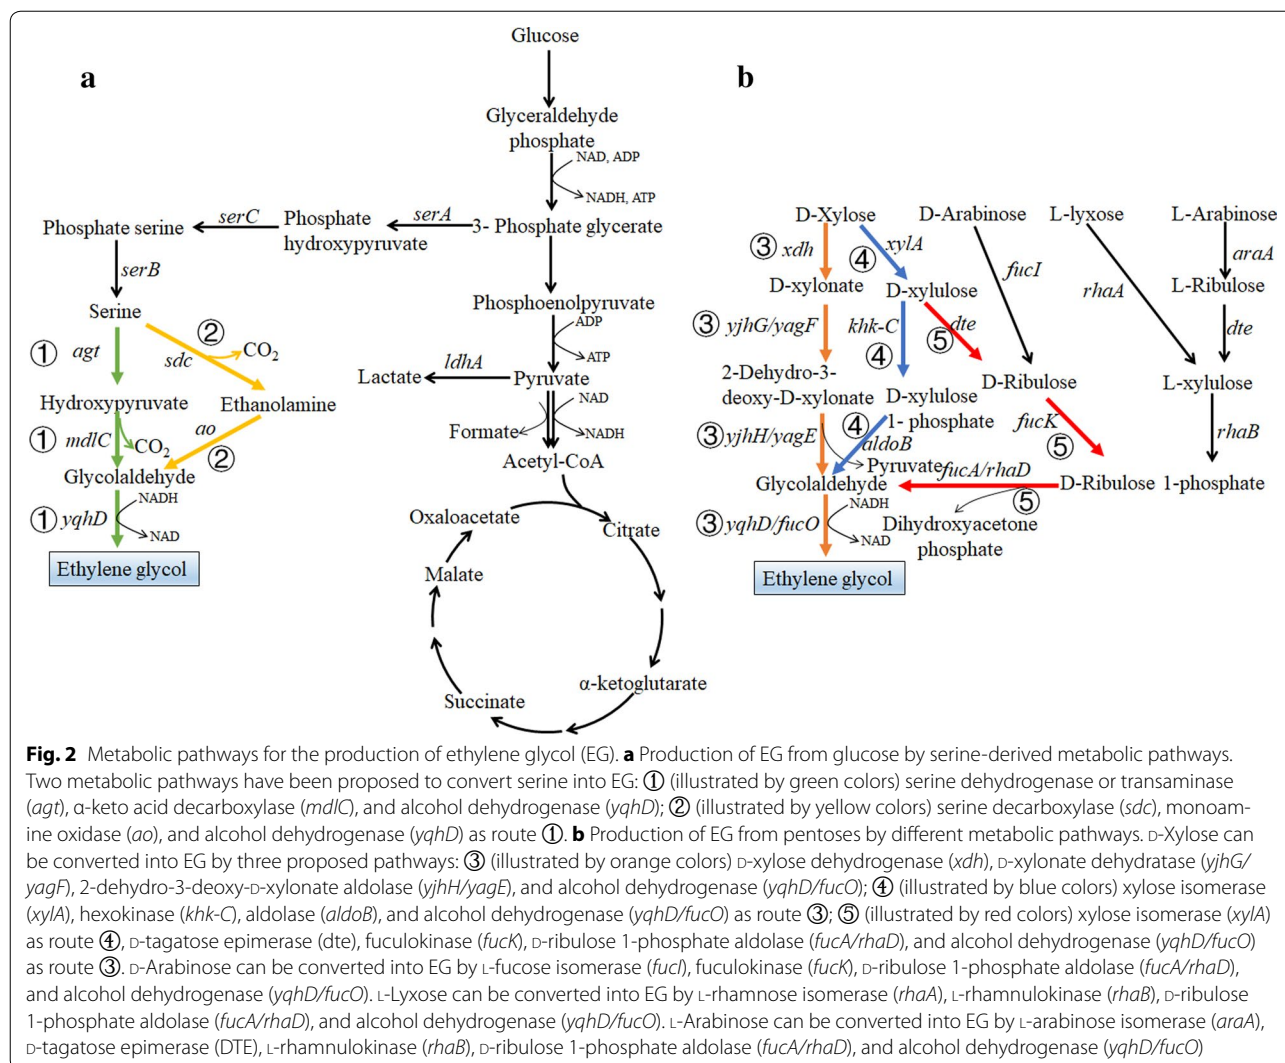 a
Glucose
Glyceraldehyde
phosphate
NAD, ADP
NADH, ATP
Phosphate serine
serC
Phosphate
hydroxypyruvate
serA
3- Phosphate glycerate
serB
Serine
① agt
sdc
②
CO₂
Hydroxypyruvate
Ethanolamine
① mdlC
CO₂
ao
②
Glycolaldehyde
① yqhD
NADH
NAD
Ethylene glycol
Phosphoenolpyruvate
ADP
ATP
Lactate
ldhA
Pyruvate
NAD
Formate
NADH
Acetyl-CoA
Oxaloacetate
Citrate
Malate
α-ketoglutarate
Succinate
b
D-Xylose
D-Arabinose
L-lyxose
L-Arabinose
③ xdh
④
xylA
fucI
rhaA
araA
D-xylonate
D-xylulose
L-Ribulose
③ yjhG/yagF
khk-C
④
⑤
dte
dte
2-Dehydro-3-
deoxy-D-xylonate
D-xylulose
1- phosphate
D-Ribulose
L-xylulose
③ yjhH/yagE
④
aldoB
fucK
⑤
rhaB
Pyruvate
fucA/rhaD
Glycolaldehyde
D-Ribulose 1-phosphate
⑤
NADH
③ yqhD/fucO
NAD
Dihydroxyacetone
phosphate
Ethylene glycol
Fig. 2 Metabolic pathways for the production of ethylene glycol (EG). a Production of EG from glucose by serine-derived metabolic pathways.
Two metabolic pathways have been proposed to convert serine into EG: ① (illustrated by green colors) serine dehydrogenase or transaminase
(agt), α-keto acid decarboxylase (mdlC), and alcohol dehydrogenase (yqhD); ② (illustrated by yellow colors) serine decarboxylase (sdc), monoam-
ine oxidase (ao), and alcohol dehydrogenase (yqhD) as route ①. b Production of EG from pentoses by different metabolic pathways. D-Xylose can
be converted into EG by three proposed pathways: ③ (illustrated by orange colors) D-xylose dehydrogenase (xdh), D-xylonate dehydratase (yjhG/
yagF), 2-dehydro-3-deoxy-D-xylonate aldolase (yjhH/yagE), and alcohol dehydrogenase (yqhD/fucO); ④ (illustrated by blue colors) xylose isomerase
(xylA), hexokinase (khk-C), aldolase (aldoB), and alcohol dehydrogenase (yqhD/fucO) as route ③; ⑤ (illustrated by red colors) xylose isomerase (xylA)
as route ④, D-tagatose epimerase (dte), fuculokinase (fucK), D-ribulose 1-phosphate aldolase (fucA/rhaD), and alcohol dehydrogenase (yqhD/fucO)
as route ③. D-Arabinose can be converted into EG by L-fucose isomerase (fucI), fuculokinase (fucK), D-ribulose 1-phosphate aldolase (fucA/rhaD),
and alcohol dehydrogenase (yqhD/fucO). L-Lyxose can be converted into EG by L-rhamnose isomerase (rhaA), L-rhamnulokinase (rhaB), D-ribulose
1-phosphate aldolase (fucA/rhaD), and alcohol dehydrogenase (yqhD/fucO). L-Arabinose can be converted into EG by L-arabinose isomerase (araA),
D-tagatose epimerase (DTE), L-rhamnulokinase (rhaB), D-ribulose 1-phosphate aldolase (fucA/rhaD), and alcohol dehydrogenase (yqhD/fucO)